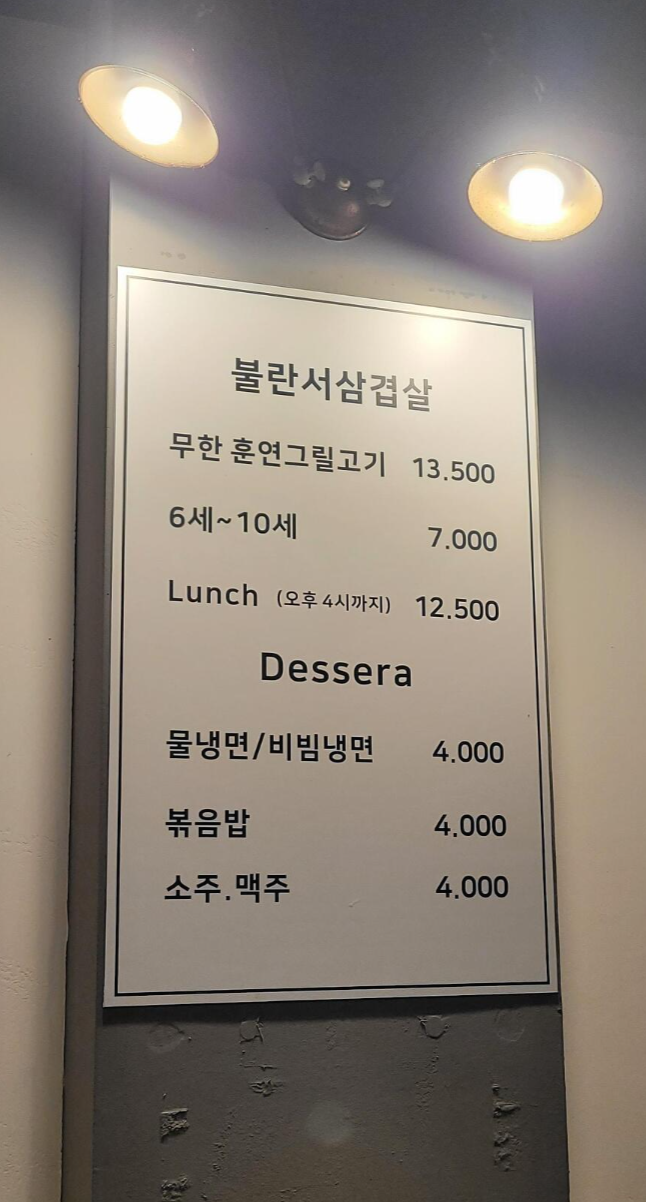 불란서삼겹살
무한 훈연그릴고기 13.500
6세~10세 7.000
Lunch (오후 4시까지) 12.500
Dessera
물냉면/비빔냉면 4.000
볶음밥 4.000
소주.맥주 4.000